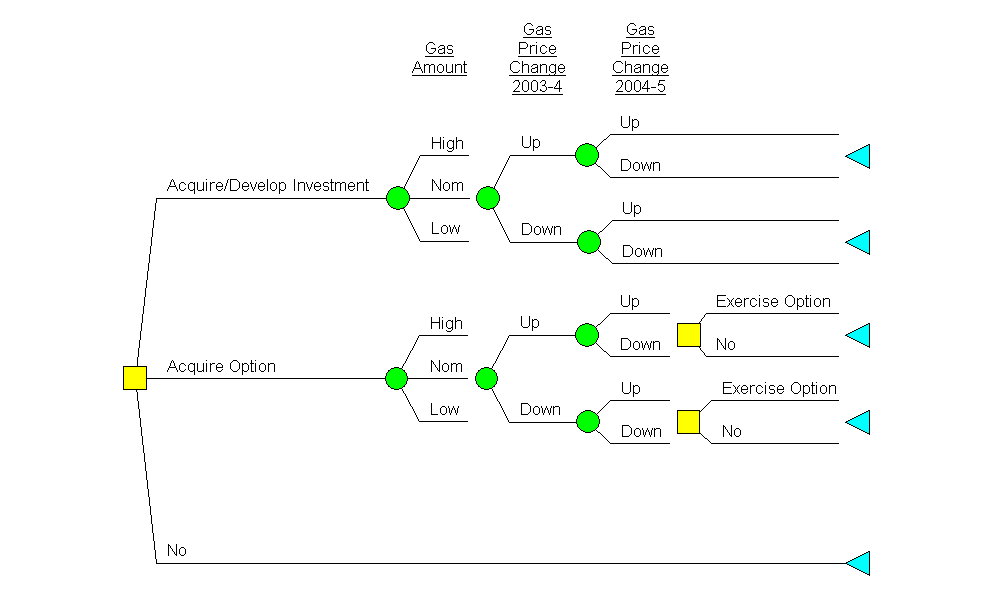 Gas
Amount
Gas
Price
Change
2003-4
Gas
Price
Change
2004-5
Acquire/Develop Investment
High
Nom
Low
Up
Down
Up
Down
Up
Down
Acquire Option
High
Nom
Low
Up
Down
Up
Down
Exercise Option
No
Up
Down
Exercise Option
No
No